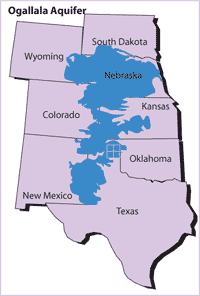 Ogallala Aquifer
South Dakota
Wyoming
Nebraska
Colorado
Kansas
Oklahoma
New Mexico
Texas